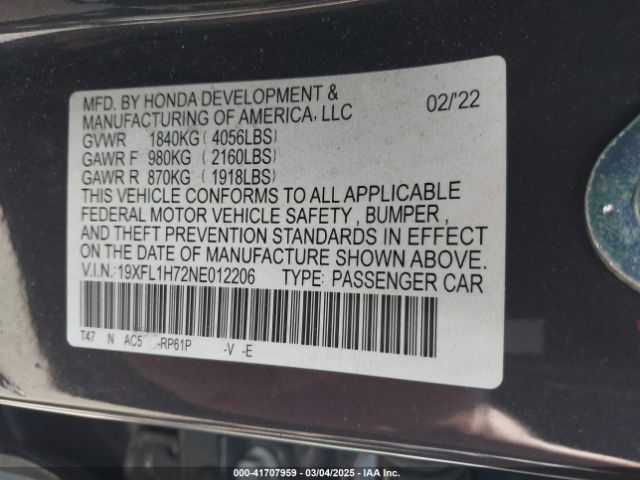 MFD. BY HONDA DEVELOPMENT & 02/'22
MANUFACTURING OF AMERICA, LLC
GVWR 1840KG ( 4056LBS)
GAWR F 980KG ( 2160LBS)
GAWR R 870KG ( 1918LBS)
THIS VEHICLE CONFORMS TO ALL APPLICABLE
FEDERAL MOTOR VEHICLE SAFETY , BUMPER ,
AND THEFT PREVENTION STANDARDS IN EFFECT
ON THE DATE OF MANUFACTURE SHOWN ABOVE.
V.I.N.:19XFL1H72NE012206 TYPE: PASSENGER CAR
T47 N AC5 -RP61P -V -E
000-41707959 — 03/04/2025 — IAA Inc.